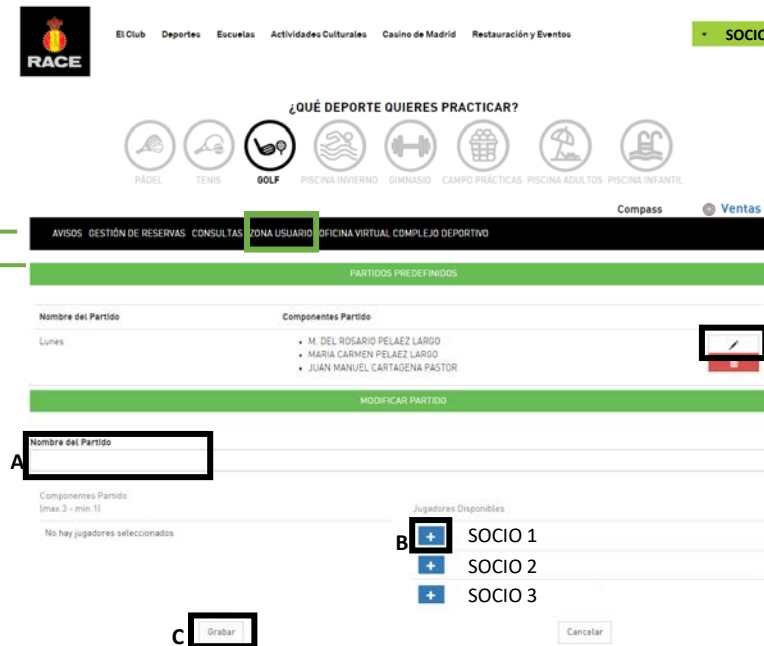 El Club Deportes Escuelas Actividades Culturales Casino de Madrid Restauración y Eventos
SOCIO
RACE
¿QUÉ DEPORTE QUIERES PRACTICAR?
PÁDEL TENIS GOLF PISCINA INVIERNO GIMNASIO CAMPO PRÁCTICAS PISCINA ADULTOS PISCINA INFANTIL
Compass Ventas
AVISOS GESTIÓN DE RESERVAS CONSULTAS ZONA USUARIO OFICINA VIRTUAL COMPLEJO DEPORTIVO
PARTIDOS PREDEFINIDOS
Nombre del Partido Componentes Partido
Lunes
• M. DEL ROSARIO PELAEZ LARGO
• MARIA CARMEN PELAEZ LARGO
• JUAN MANUEL CARTAGENA PASTOR
MODIFICAR PARTIDO
Nombre del Partido
A
Componentes Partido
(max.3 - min.1)
Jugadores Disponibles
No hay jugadores seleccionados
B + SOCIO 1
+ SOCIO 2
+ SOCIO 3
C Grabar Cancelar